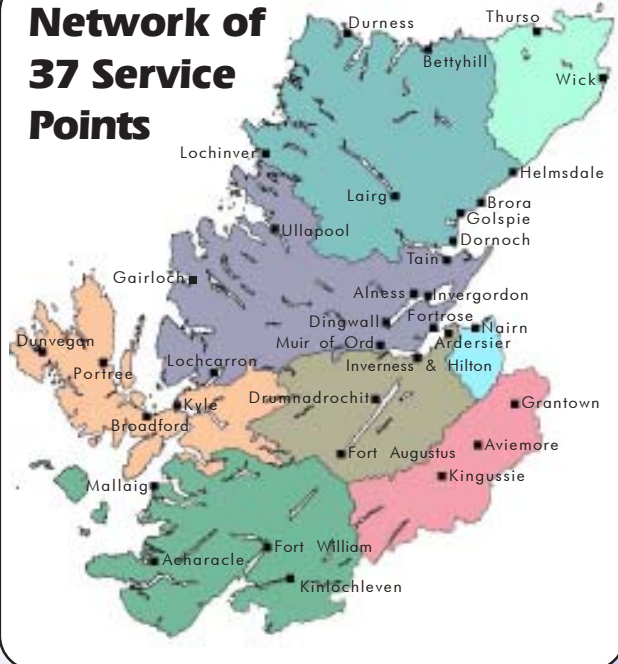 Network of
37 Service
Points
Durness
Thurso
Bettyhill
Wick
Lochinver
Helmsdale
Lairg
Brora
Golspie
Ullapool
Dornoch
Tain
Gairloch
Alness
Invergordon
Fortrose
Dingwall
Nairn
Dunvegan
Muir of Ord
Ardersier
Lochcarron
Inverness & Hilton
Portree
Drumnadrochit
Kyle
Grantown
Broadford
Aviemore
Fort Augustus
Kingussie
Mallaig
Fort William
Acharacle
Kinlochleven